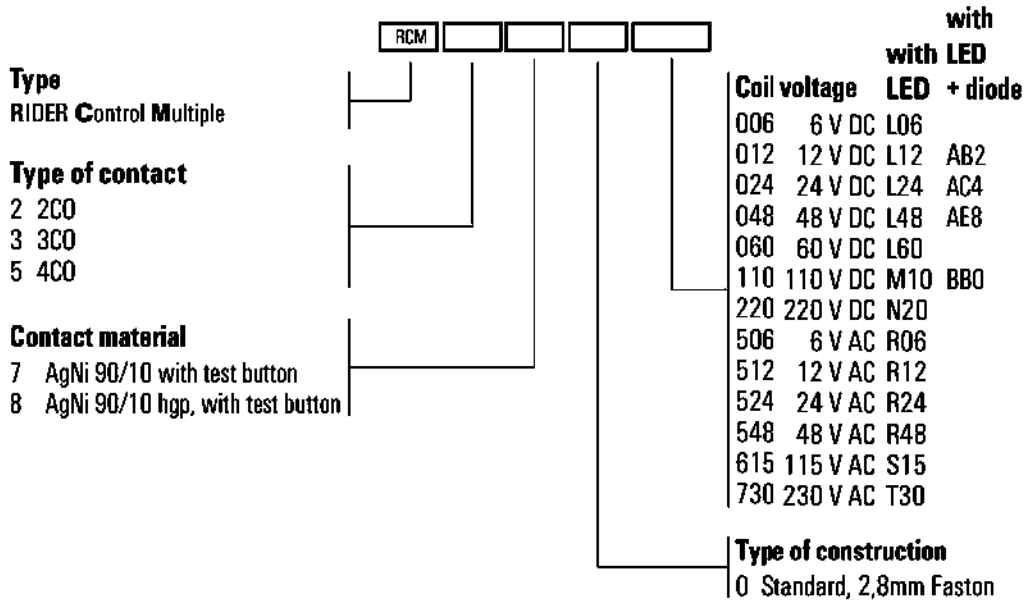 RCM
Type
RIDER Control Multiple
Type of contact
2 2CO
3 3CO
5 4CO
Contact material
7 AgNi 90/10 with test button
8 AgNi 90/10 hgp, with test button
with
with LED
Coil voltage LED + diode
006 6 V DC L06
012 12 V DC L12 AB2
024 24 V DC L24 AC4
048 48 V DC L48 AE8
060 60 V DC L60
110 110 V DC M10 BB0
220 220 V DC N20
506 6 V AC R06
512 12 V AC R12
524 24 V AC R24
548 48 V AC R48
615 115 V AC S15
730 230 V AC T30
Type of construction
0 Standard, 2,8mm Faston